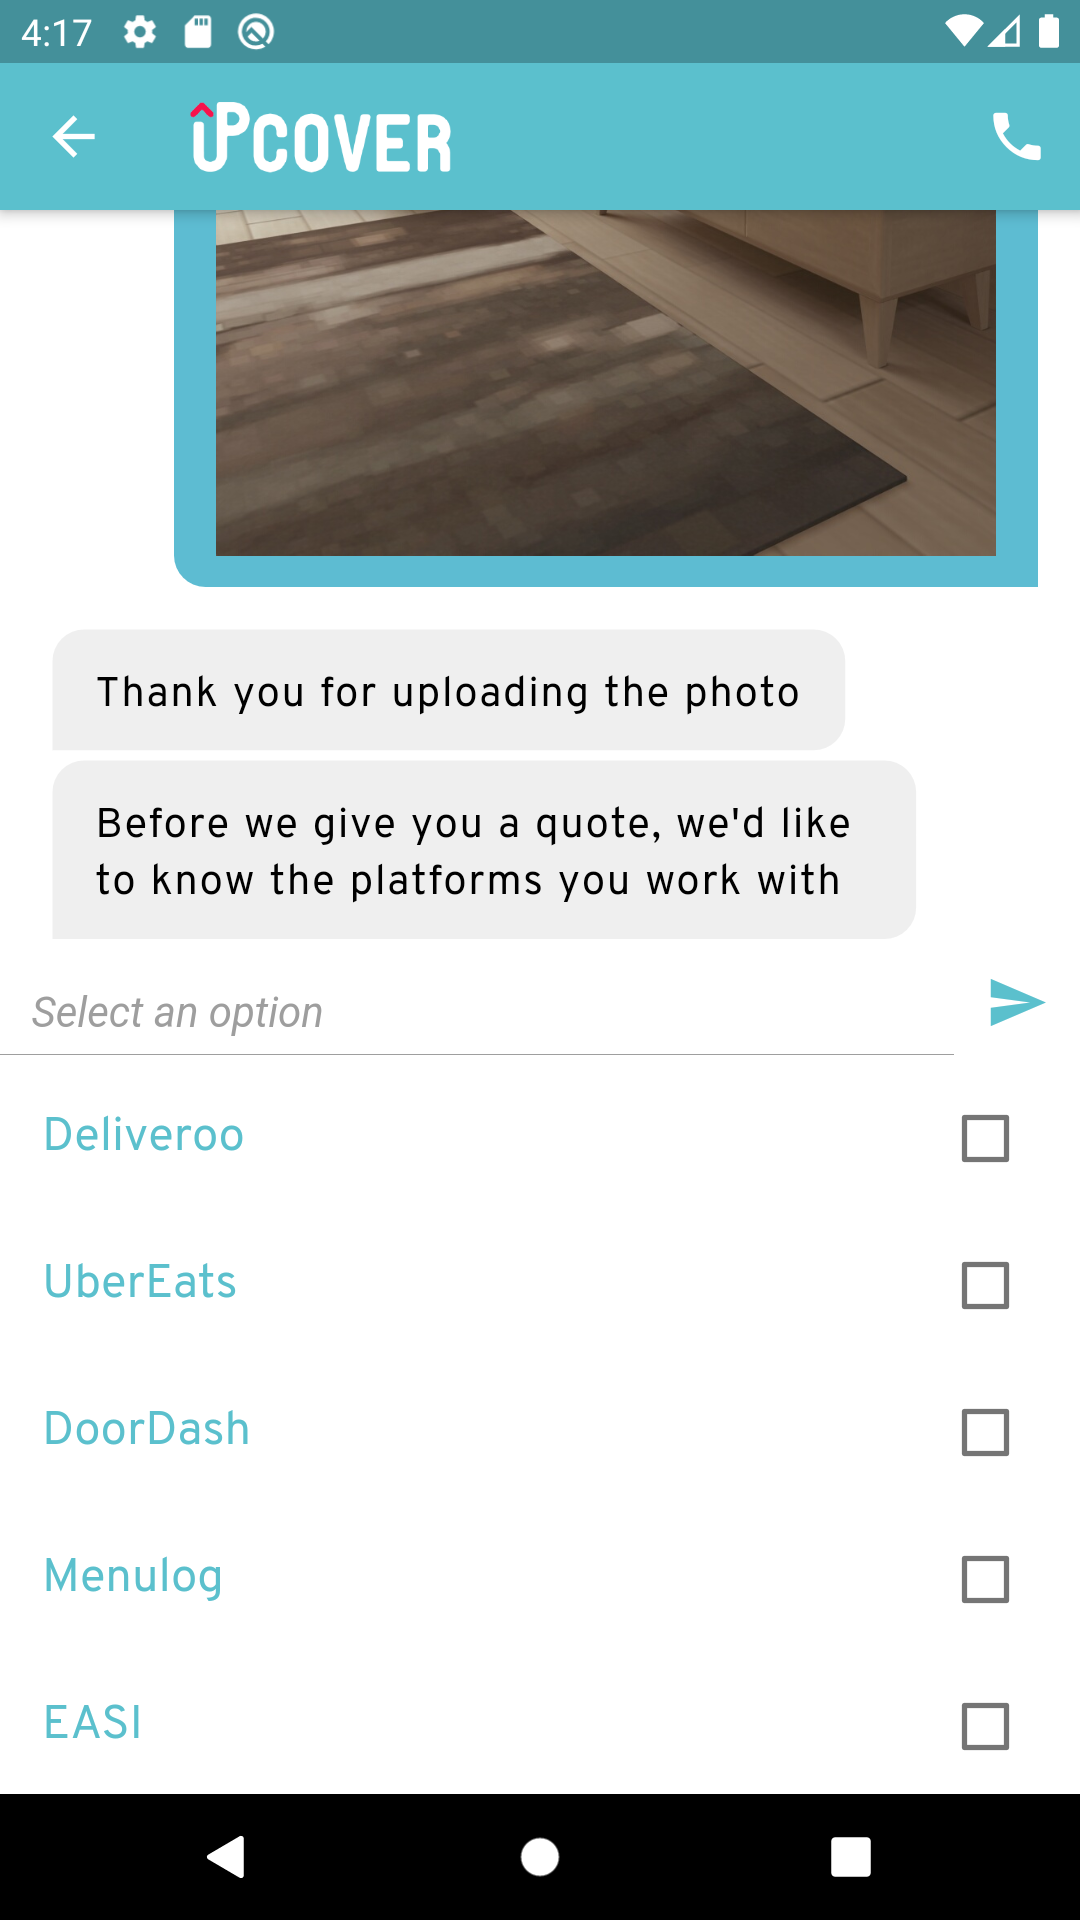 4:17
UPCOVER
Thank you for uploading the photo
Before we give you a quote, we'd like
to know the platforms you work with
Select an option
Deliveroo
UberEats
DoorDash
Menulog
EASI